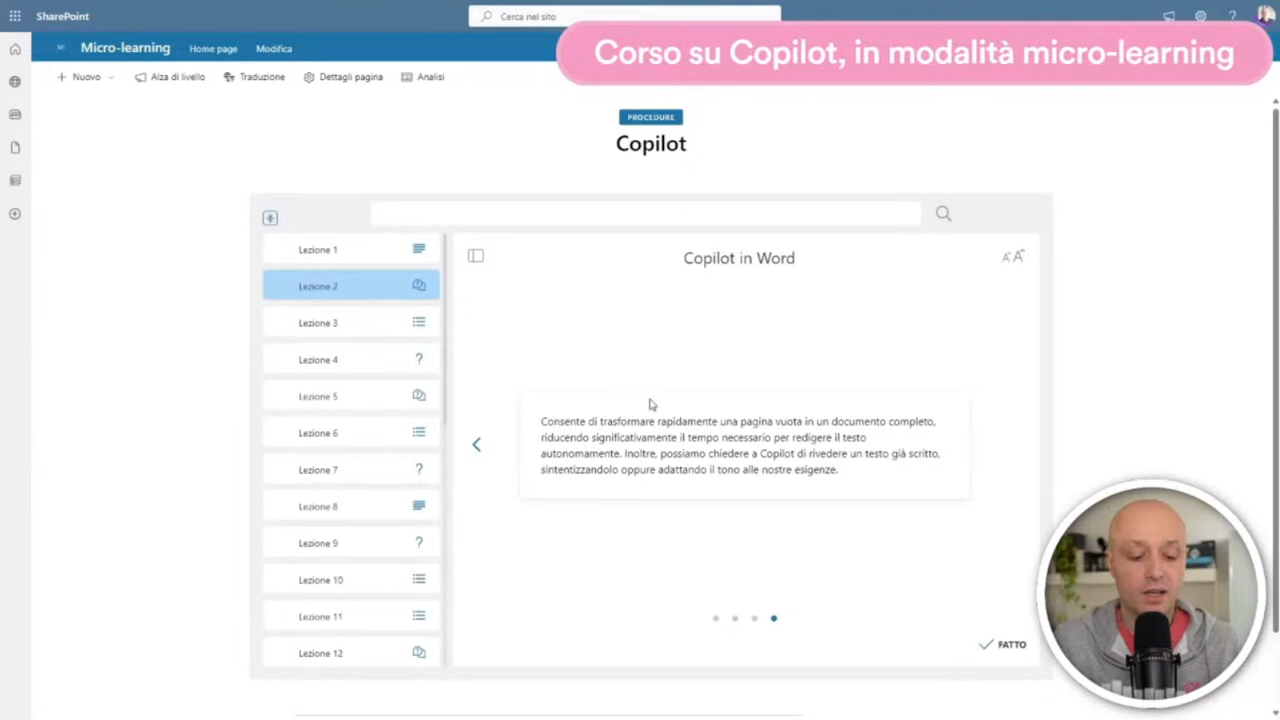 SharePoint
Cerca nel sito
?
Micro-learning
Home page
Modifica
Corso su Copilot, in modalità micro-learning
Nuovo
Alza di livello
Traduzione
Dettagli pagina
Analisi
PROCEDURE
Copilot
Lezione 1
Lezione 2
Lezione 3
Lezione 4 ?
Lezione 5
Lezione 6
Lezione 7 ?
Lezione 8
Lezione 9 ?
Lezione 10
Lezione 11
Lezione 12
Copilot in Word
AA
Consente di trasformare rapidamente una pagina vuota in un documento completo,
riducendo significativamente il tempo necessario per redigere il testo
autonomamente. Inoltre, possiamo chiedere a Copilot di rivedere un testo già scritto,
sintentizzandolo oppure adattando il tono alle nostre esigenze.
FATTO